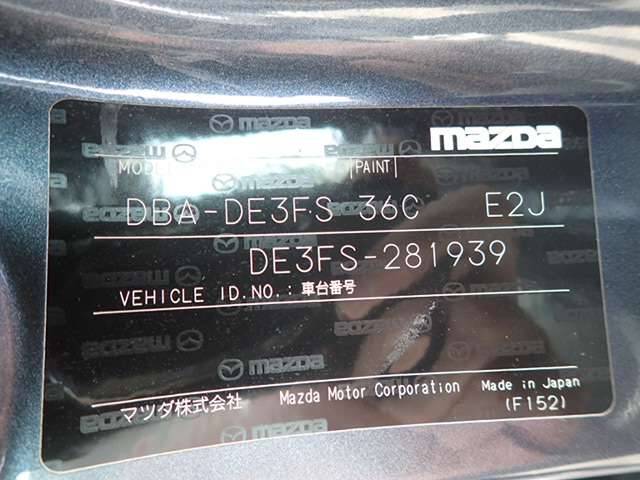 mazda
MODEL PAINT
DBA-DE3FS 36C E2J
DE3FS-281939
VEHICLE ID.NO.:車台番号
mazda
マツダ株式会社 Mazda Motor Corporation Made in Japan
(F152)